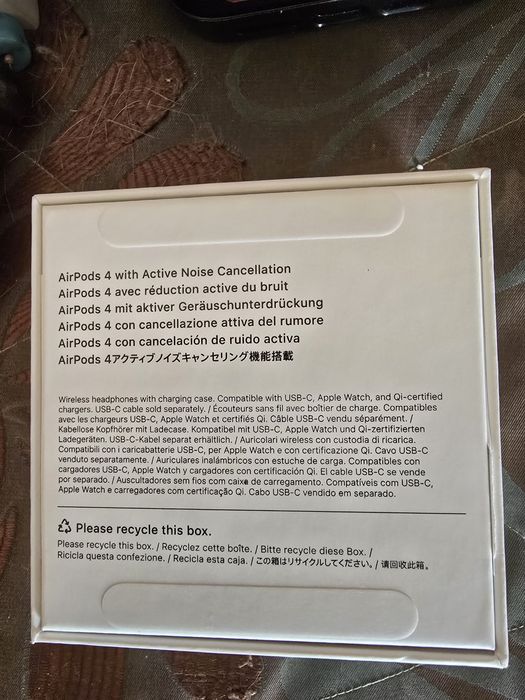 AirPods 4 with Active Noise Cancellation
AirPods 4 avec réduction active du bruit
AirPods 4 mit aktiver Geräuschunterdrückung
AirPods 4 con cancellazione attiva del rumore
AirPods 4 con cancelación de ruido activa
AirPods 4アクティブノイズキャンセリング機能搭載
Wireless headphones with charging case. Compatible with USB-C, Apple Watch, and Qi-certified
chargers. USB-C cable sold separately. / Écouteurs sans fil avec boîtier de charge. Compatibles
avec les chargeurs USB-C, Apple Watch et certifiés Qi. Câble USB-C vendu séparément. /
Kabellose Kopfhörer mit Ladecase. Kompatibel mit USB-C, Apple Watch und Qi-zertifizierten
Ladegeräten. USB-C-Kabel separat erhältlich. / Auricolari wireless con custodia di ricarica.
Compatibili con i caricabatterie USB-C, per Apple Watch e con certificazione Qi. Cavo USB-C
venduto separatamente. / Auriculares inalámbricos con estuche de carga. Compatibles con
cargadores USB-C, Apple Watch y cargadores con certificación Qi. El cable USB-C se vende
por separado. / Auscultadores sem fios com caixa de carregamento. Compatíveis com USB-C,
Apple Watch e carregadores com certificação Qi. Cabo USB-C vendido em separado.
Please recycle this box.
Please recycle this box. / Recyclez cette boîte. / Bitte recycle diese Box. /
Ricicla questa confezione. / Recicla esta caja. / この箱はリサイクルしてください。/ 请回收此箱。